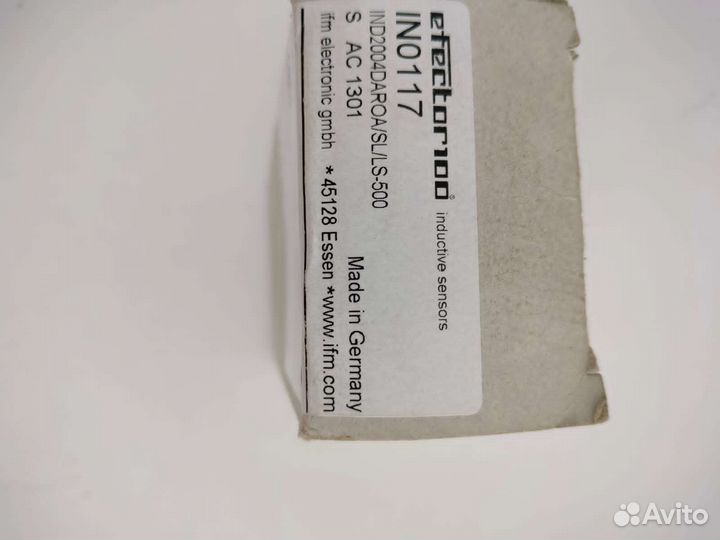 efector100® inductive sensors
IN0117
IND2004DAROA/SL/LS-500
S AC 1301 Made in Germany
ifm electronic gmbh * 45128 Essen *www.ifm.com
Avito